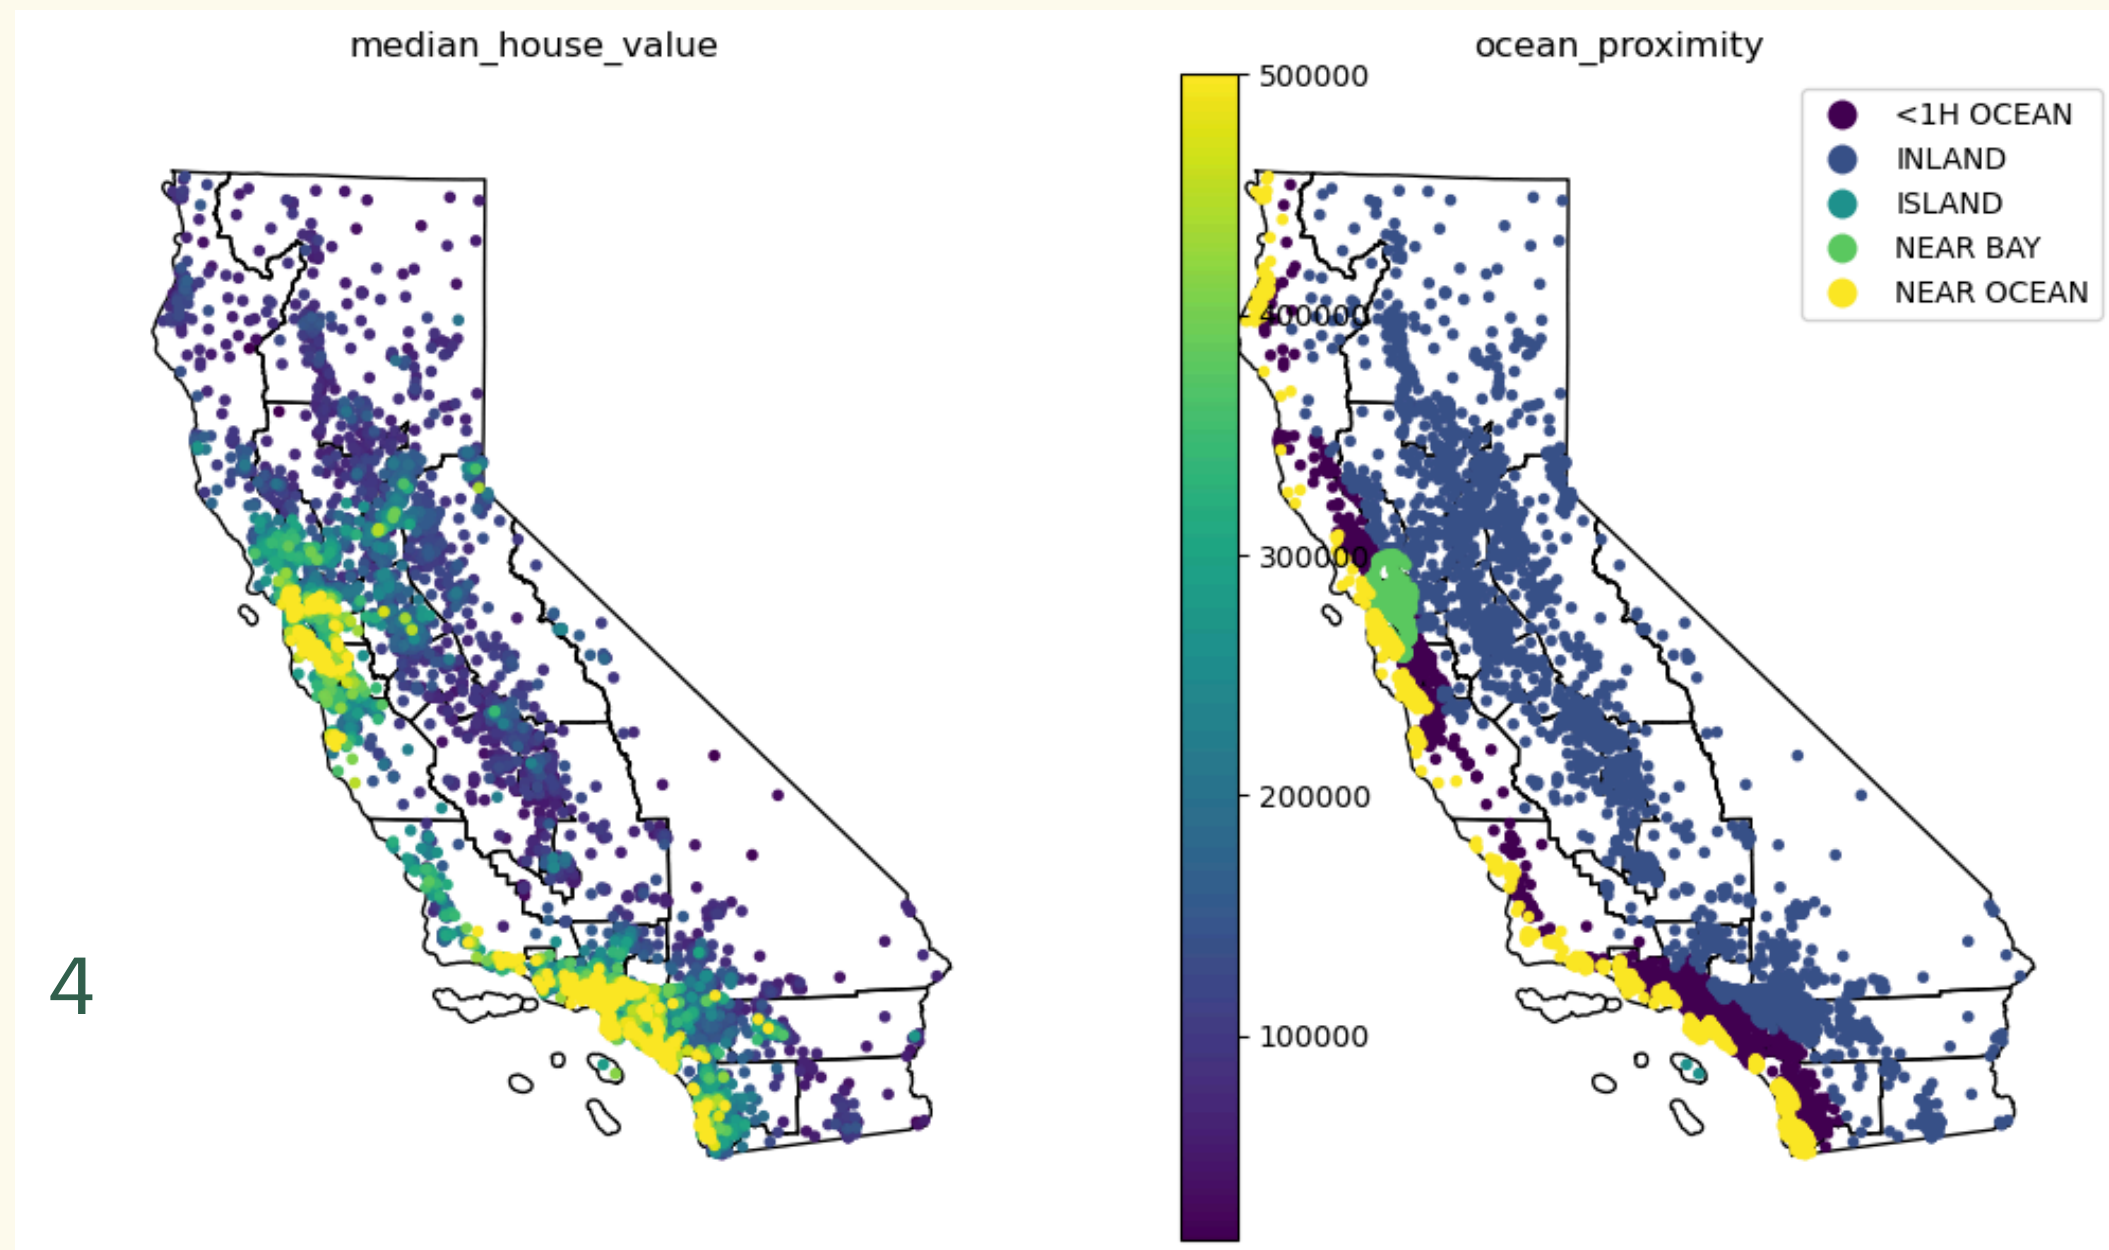 median_house_value
ocean_proximity
500000
400000
300000
200000
100000
<1H OCEAN
INLAND
ISLAND
NEAR BAY
NEAR OCEAN
4